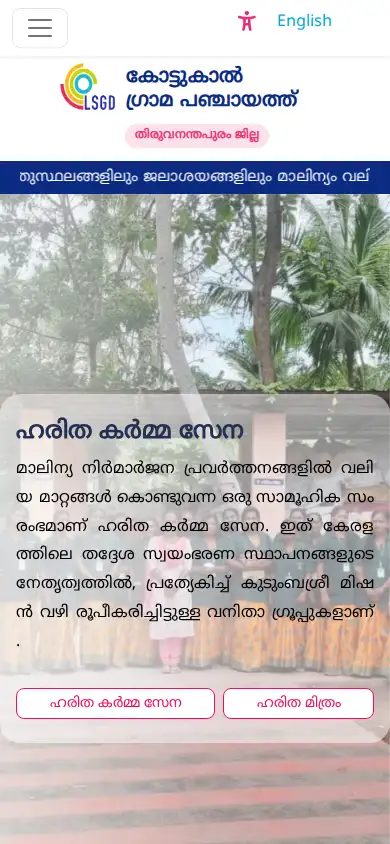 English
കോട്ടുകാൽ
ഗ്രാമ പഞ്ചായത്ത്
LSGD
തിരുവനന്തപുരം ജില്ല
തുസ്ഥലങ്ങളിലും ജലാശയങ്ങളിലും മാലിന്യം വലി
ഹരിത കർമ്മ സേന
മാലിന്യ നിർമാർജന പ്രവർത്തനങ്ങളിൽ വലി
യ മാറ്റങ്ങൾ കൊണ്ടുവന്ന ഒരു സാമൂഹിക സം
രംഭമാണ് ഹരിത കർമ്മ സേന. ഇത് കേരള
ത്തിലെ തദ്ദേശ സ്വയംഭരണ സ്ഥാപനങ്ങളുടെ
നേതൃത്വത്തിൽ, പ്രത്യേകിച്ച് കുടുംബശ്രീ മിഷ
ൻ വഴി രൂപീകരിച്ചിട്ടുള്ള വനിതാ ഗ്രൂപ്പുകളാണ്
.
ഹരിത കർമ്മ സേന
ഹരിത മിത്രം